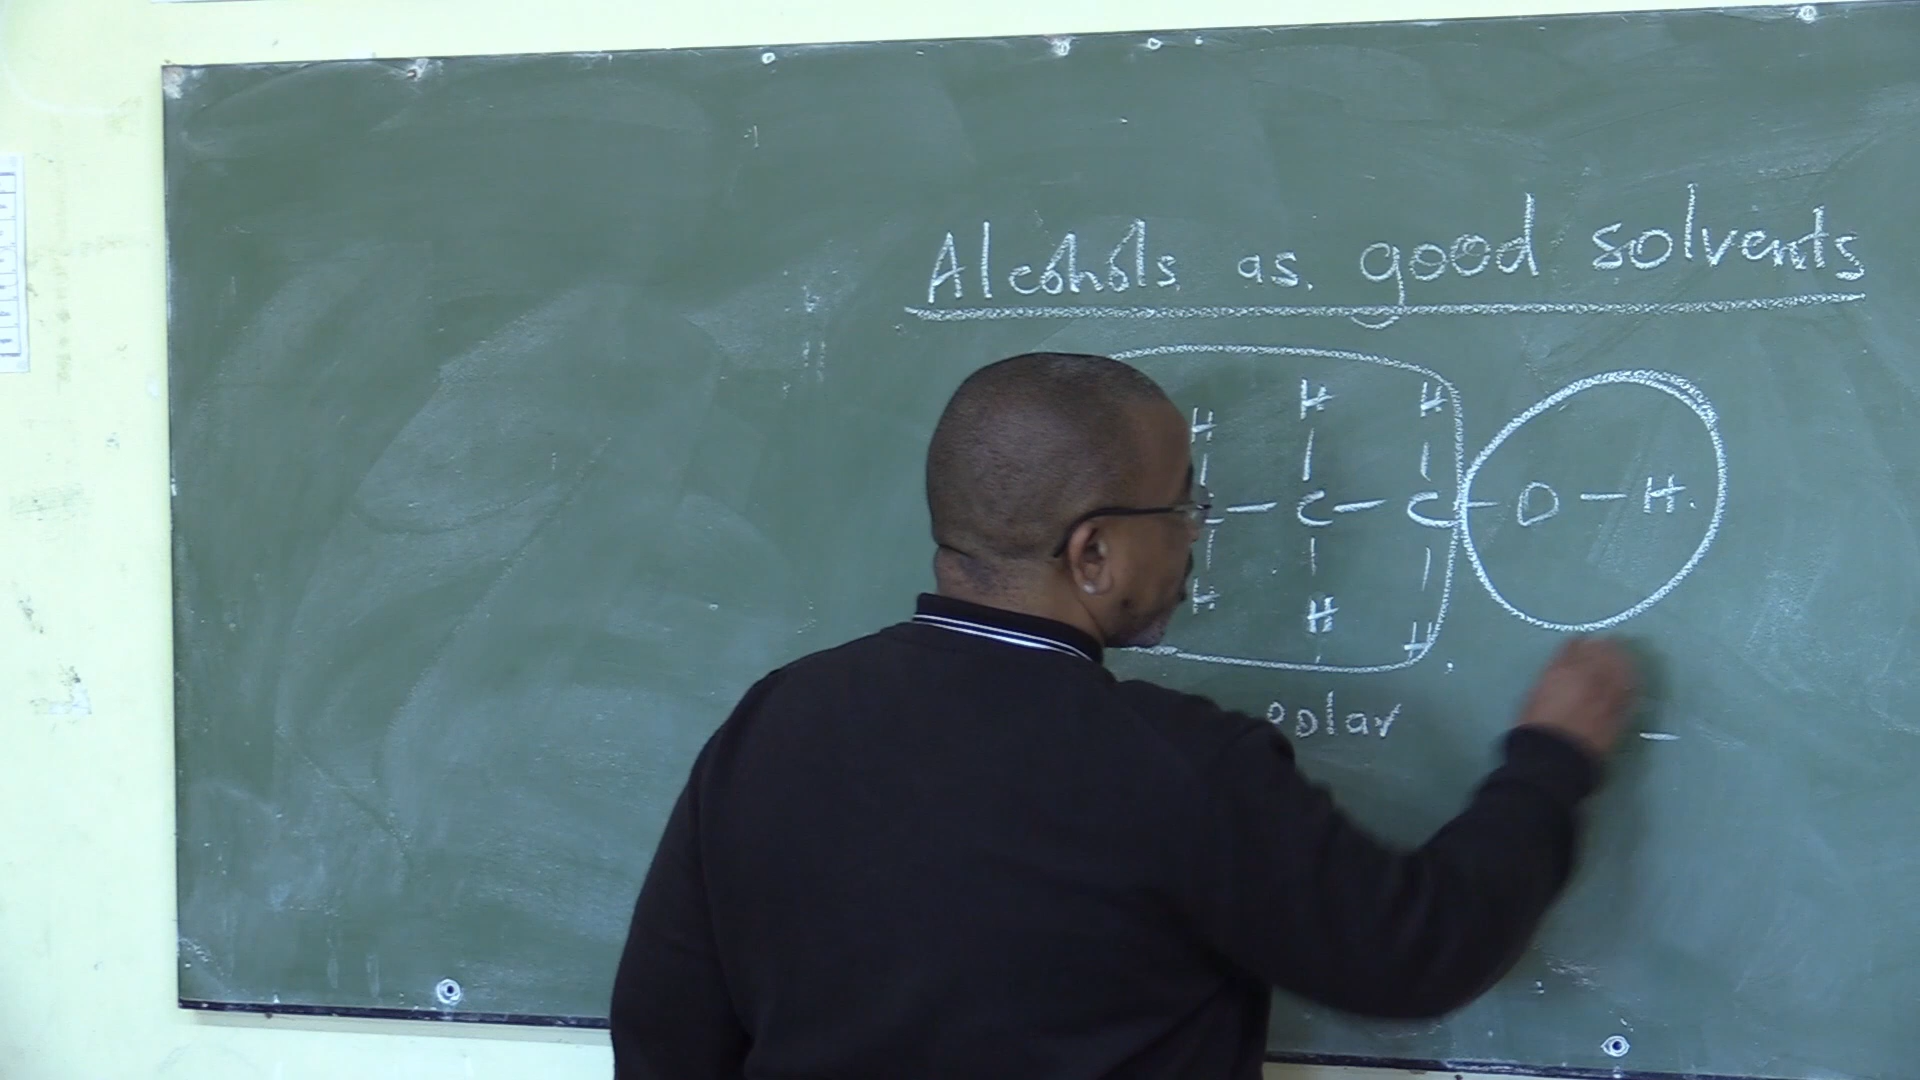 Alcohols as good solvents
H H H
| | |
— C — C — O — H
| | |
H H H
polar
—